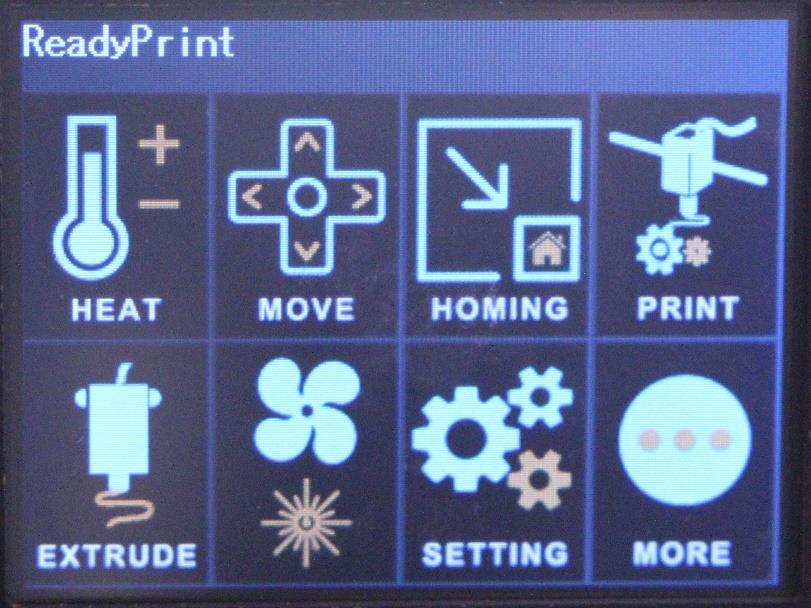 ReadyPrint
HEAT
MOVE
HOMING
PRINT
EXTRUDE
SETTING
MORE